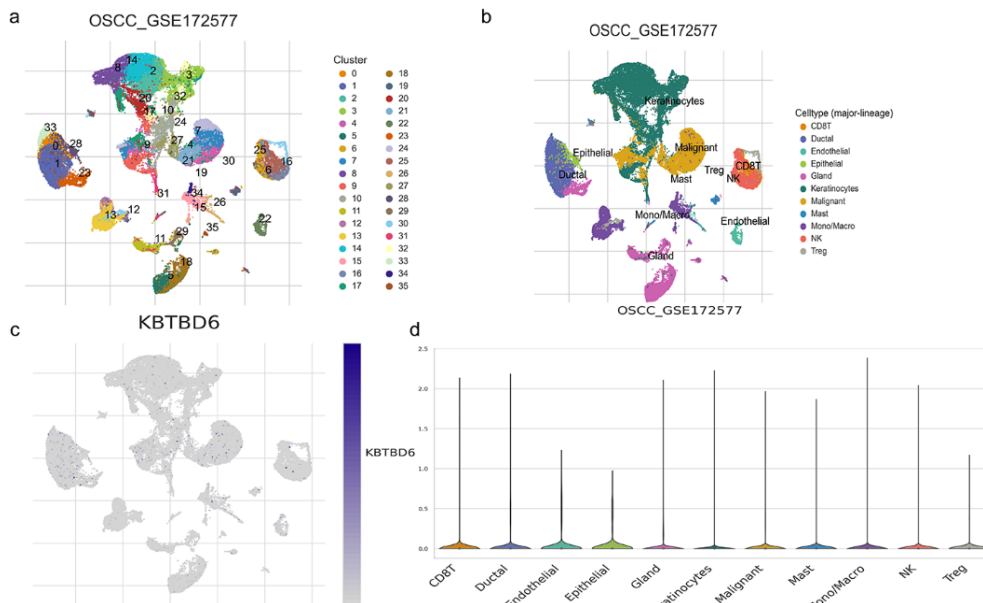 a
OSCC_GSE172577
Cluster
0 18
1 19
2 20
3 21
4 22
5 23
6 24
7 25
8 26
9 27
10 28
11 29
12 30
13 31
14 32
15 33
16 34
17 35
14
8
2
3
20
32
17
10
24
33
0
28
1
23
9
7
4
27
21
30
25
16
6
19
31
34
12
13
15
26
22
11
29
35
18
5
b
OSCC_GSE172577
Keratinocytes
Epithelial
Malignant
Ductal
Mast
Treg
CD8T
NK
Mono/Macro
Endothelial
Gland
Celltype (major-lineage)
CD8T
Ductal
Endothelial
Epithelial
Gland
Keratinocytes
Malignant
Mast
Mono/Macro
NK
Treg
c
KBTBD6
KBTBD6
OSCC_GSE172577
d
2.5
2.0
1.5
1.0
0.5
0.0
CD8T
Ductal
Endothelial
Epithelial
Gland
ratinocytes
Malignant
Mast
Mono/Macro
NK
Treg